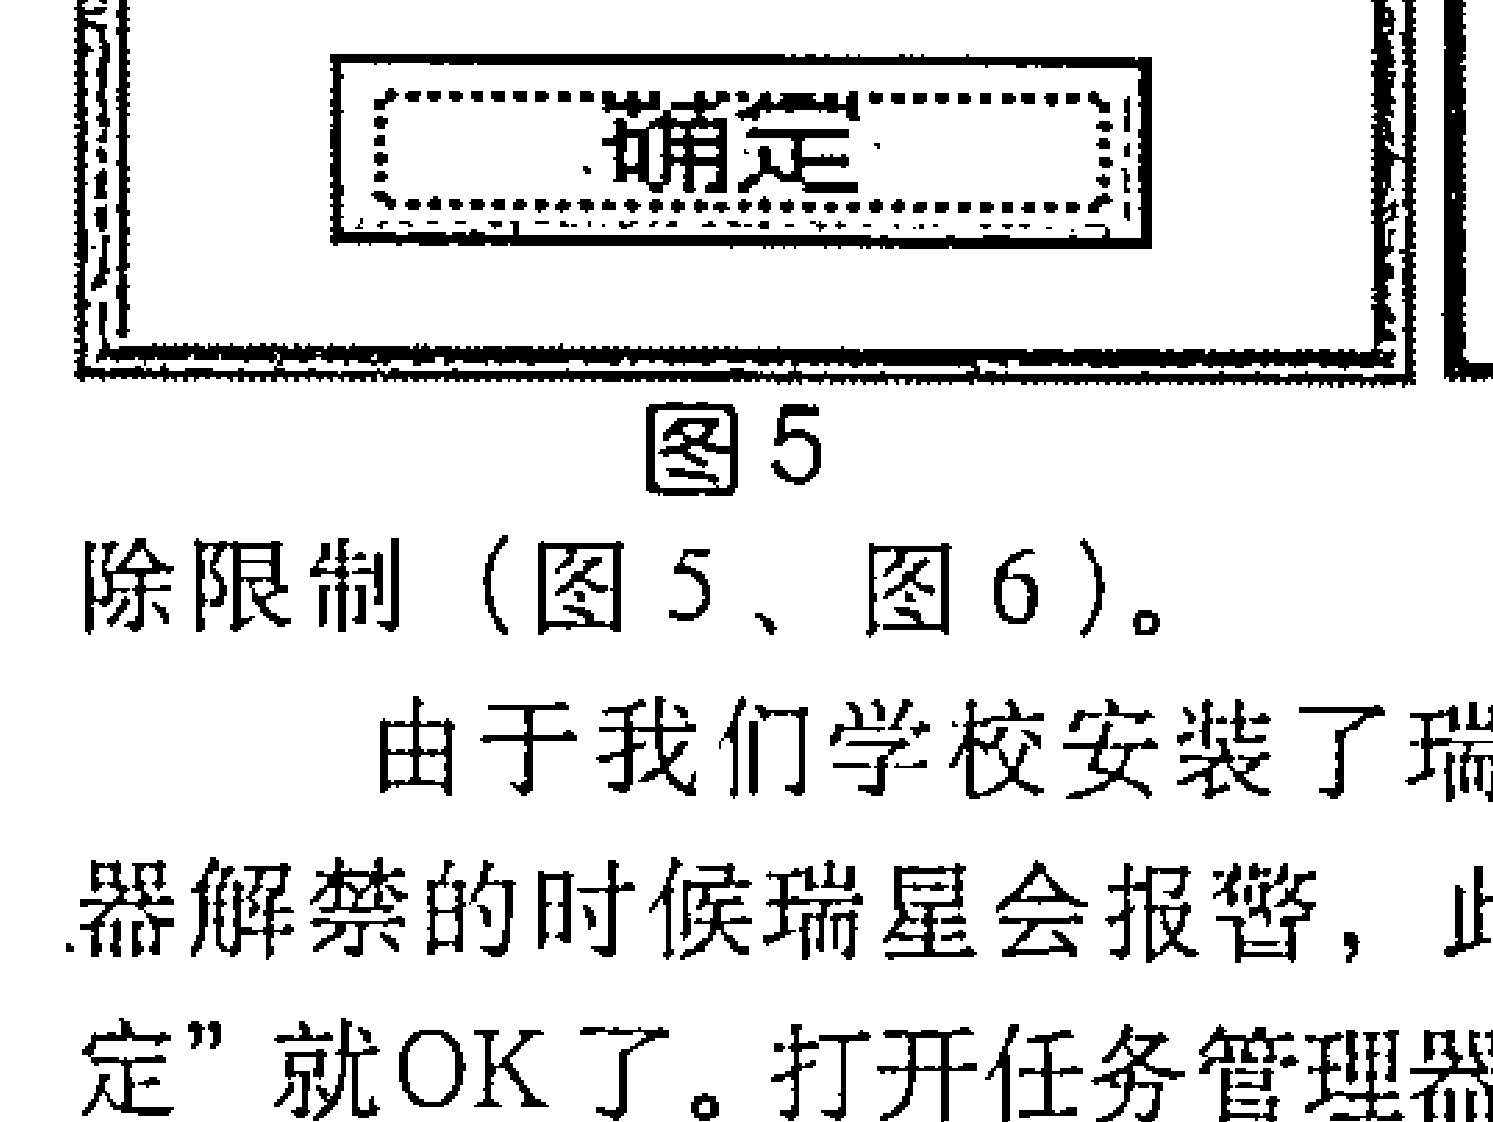 确定
图5
除限制（图5、图6）。
由于我们学校安装了瑞
器解禁的时候瑞星会报警，此
定”就OK了。打开任务管理器